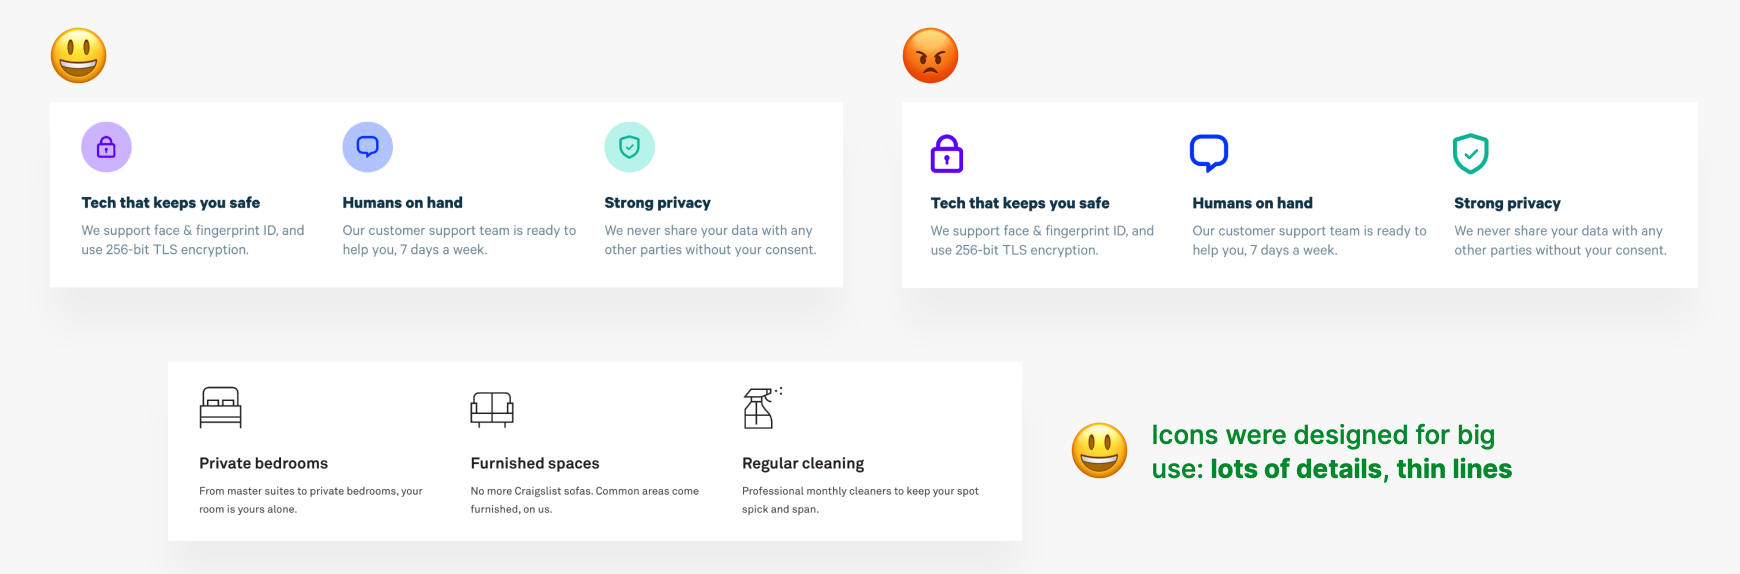 Tech that keeps you safe
We support face & fingerprint ID, and
use 256-bit TLS encryption.
Humans on hand
Our customer support team is ready to
help you, 7 days a week.
Strong privacy
We never share your data with any
other parties without your consent.
Tech that keeps you safe
We support face & fingerprint ID, and
use 256-bit TLS encryption.
Humans on hand
Our customer support team is ready to
help you, 7 days a week.
Strong privacy
We never share your data with any
other parties without your consent.
Private bedrooms
From master suites to private bedrooms, your
room is yours alone.
Furnished spaces
No more Craigslist sofas. Common areas come
furnished, on us.
Regular cleaning
Professional monthly cleaners to keep your spot
spick and span.
Icons were designed for big
use: lots of details, thin lines